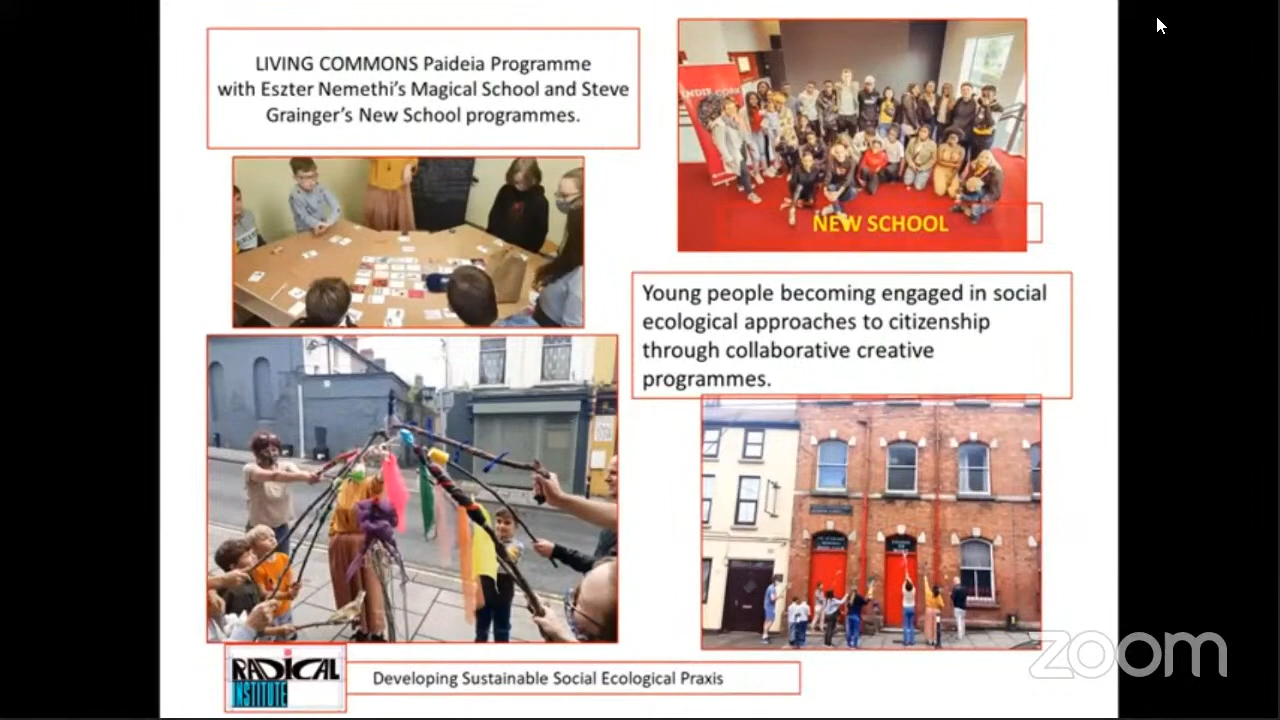 LIVING COMMONS Paideia Programme
with Eszter Nemethi's Magical School and Steve
Grainger's New School programmes.
NEW SCHOOL
Young people becoming engaged in social
ecological approaches to citizenship
through collaborative creative
programmes.
RADICAL
INSTITUTE
Developing Sustainable Social Ecological Praxis
zoom